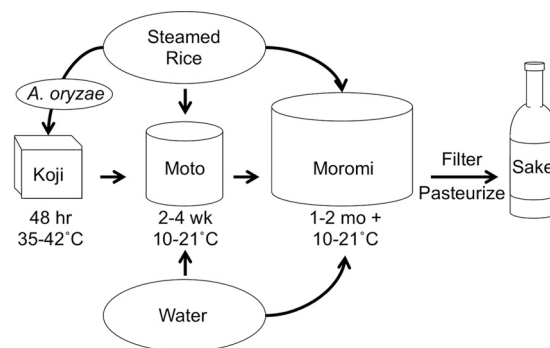 Steamed
Rice
A. oryzae
Koji
Moto
Moromi
Filter
Pasteurize
Sake
48 hr
35-42˚C
2-4 wk
10-21˚C
1-2 mo +
10-21˚C
Water